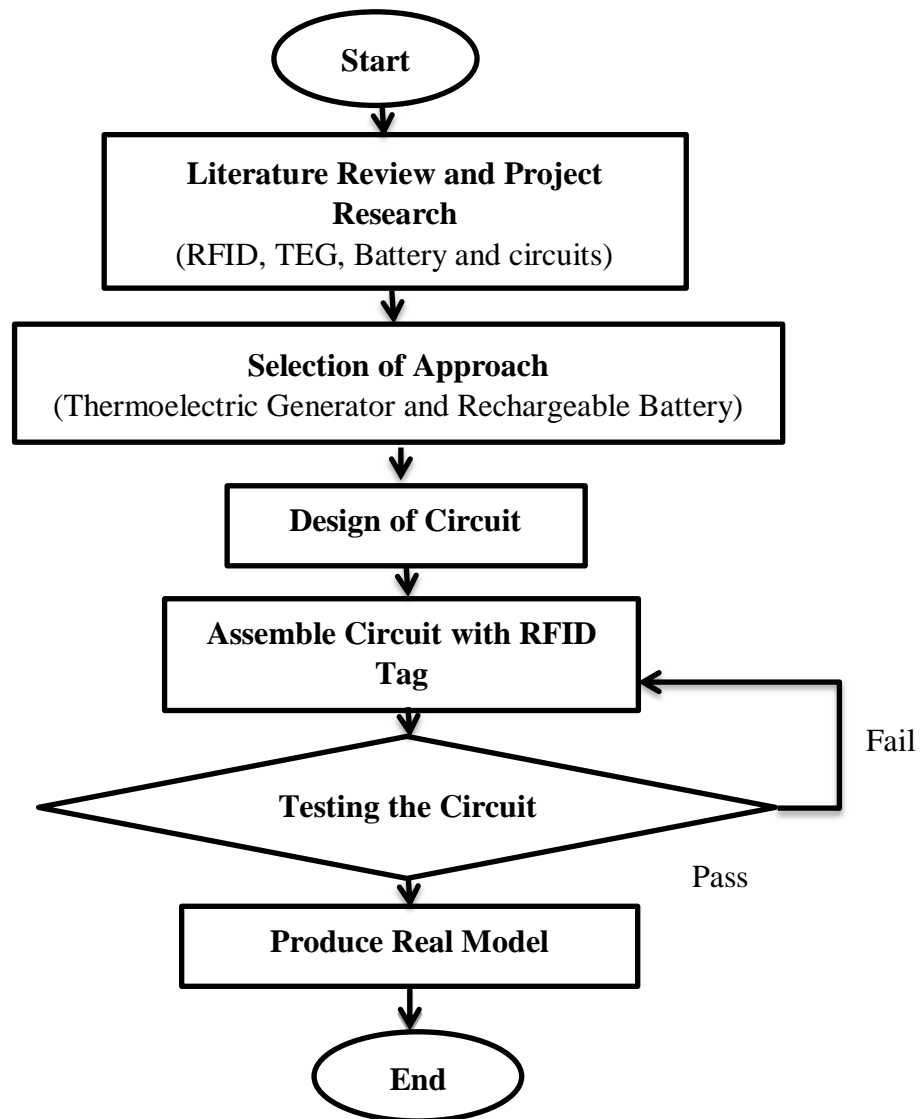 Start
Literature Review and Project
Research
(RFID, TEG, Battery and circuits)
Selection of Approach
(Thermoelectric Generator and Rechargeable Battery)
Design of Circuit
Assemble Circuit with RFID
Tag
Fail
Testing the Circuit
Pass
Produce Real Model
End